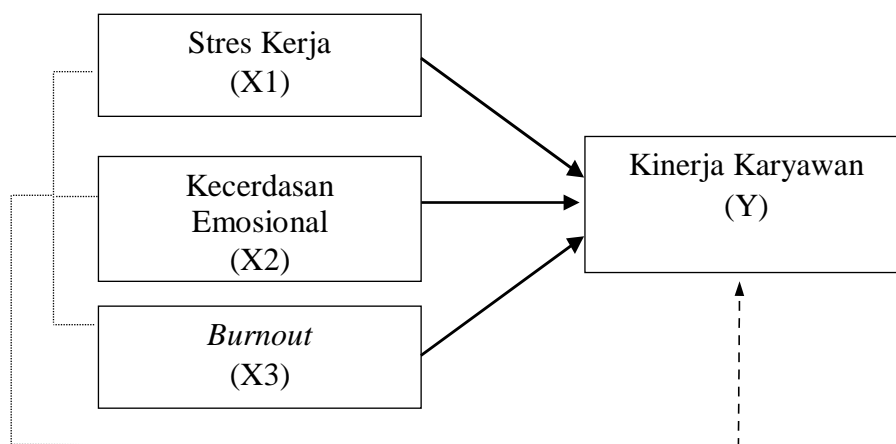 Stres Kerja
(X1)
Kecerdasan
Emosional
(X2)
Burnout
(X3)
Kinerja Karyawan
(Y)